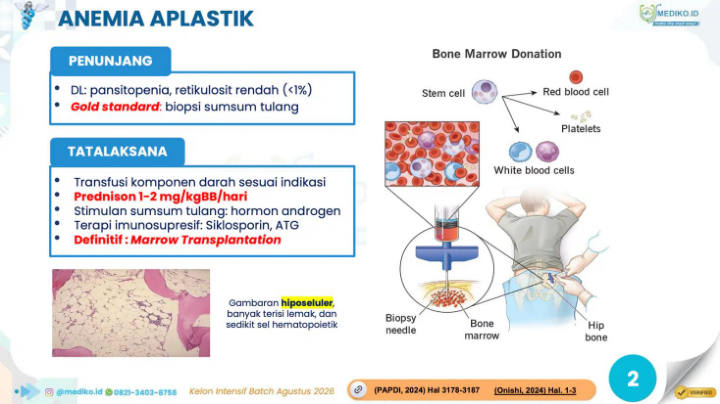 ANEMIA APLASTIK
MEDIKO.ID
PENUNJANG
• DL: pansitopenia, retikulosit rendah (<1%)
• Gold standard: biopsi sumsum tulang
TATALAKSANA
• Transfusi komponen darah sesuai indikasi
• Prednison 1-2 mg/kgBB/hari
• Stimulan sumsum tulang: hormon androgen
• Terapi imunosupresif: Siklosporin, ATG
• Definitif : Marrow Transplantation
Gambaran hiposeluler,
banyak terisi lemak, dan
sedikit sel hematopoietik
Bone Marrow Donation
Stem cell
Red blood cell
Platelets
White blood cells
Biopsy
needle
Bone
marrow
Hip
bone
@mediko.id 0821-3403-8758
Kelon Intensif Batch Agustus 2026
(PAPDI, 2024) Hal 3178-3187 (Onishi, 2024) Hal. 1-3
2
VERIFIED